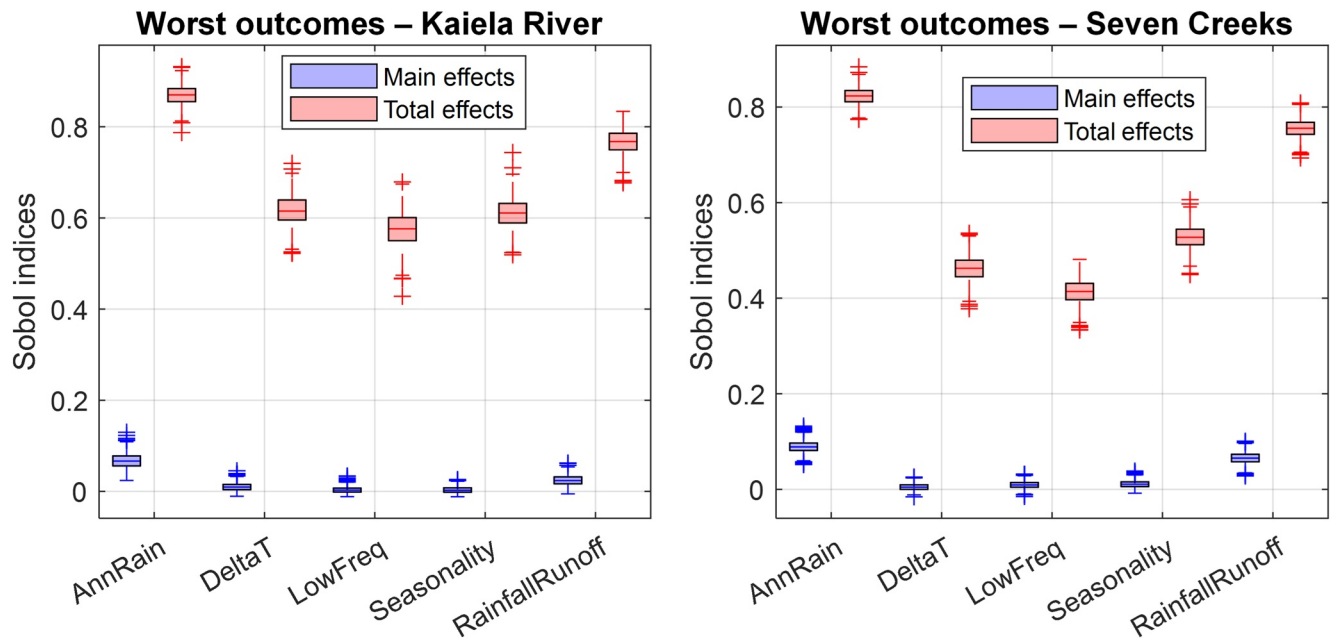 Worst outcomes – Kaiela River
Main effects
Total effects
Sobol indices
0.8
0.6
0.4
0.2
0
AnnRain
DeltaT
LowFreq
Seasonality
RainfallRunoff
Worst outcomes – Seven Creeks
Main effects
Total effects
Sobol indices
0.8
0.6
0.4
0.2
0
AnnRain
DeltaT
LowFreq
Seasonality
RainfallRunoff